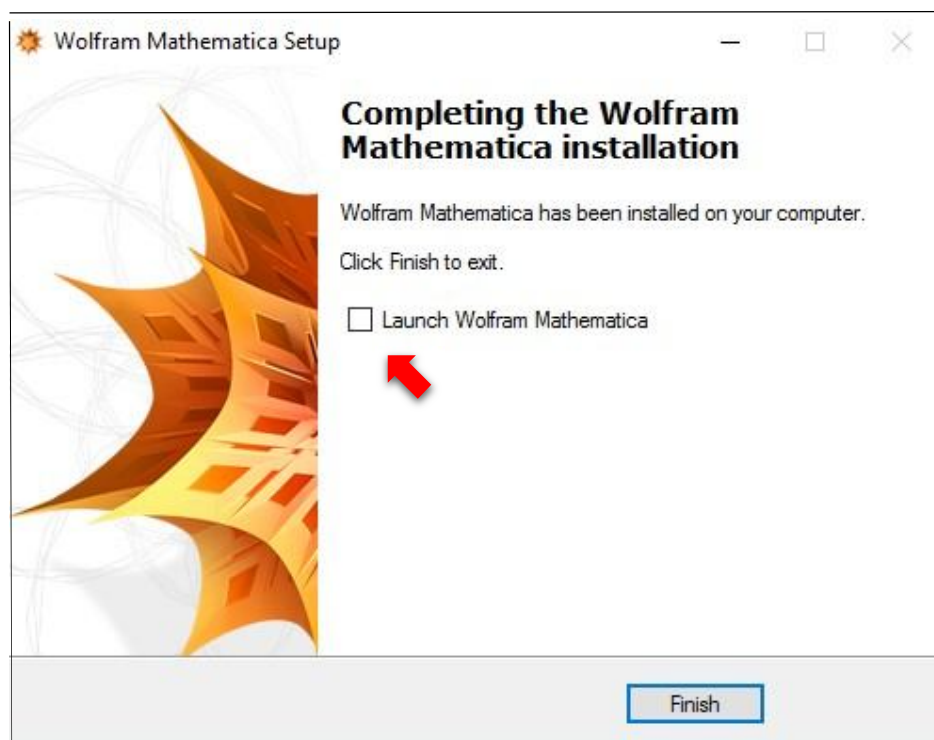 Wolfram Mathematica Setup
Completing the Wolfram
Mathematica installation
Wolfram Mathematica has been installed on your computer.
Click Finish to exit.
Launch Wolfram Mathematica
Finish